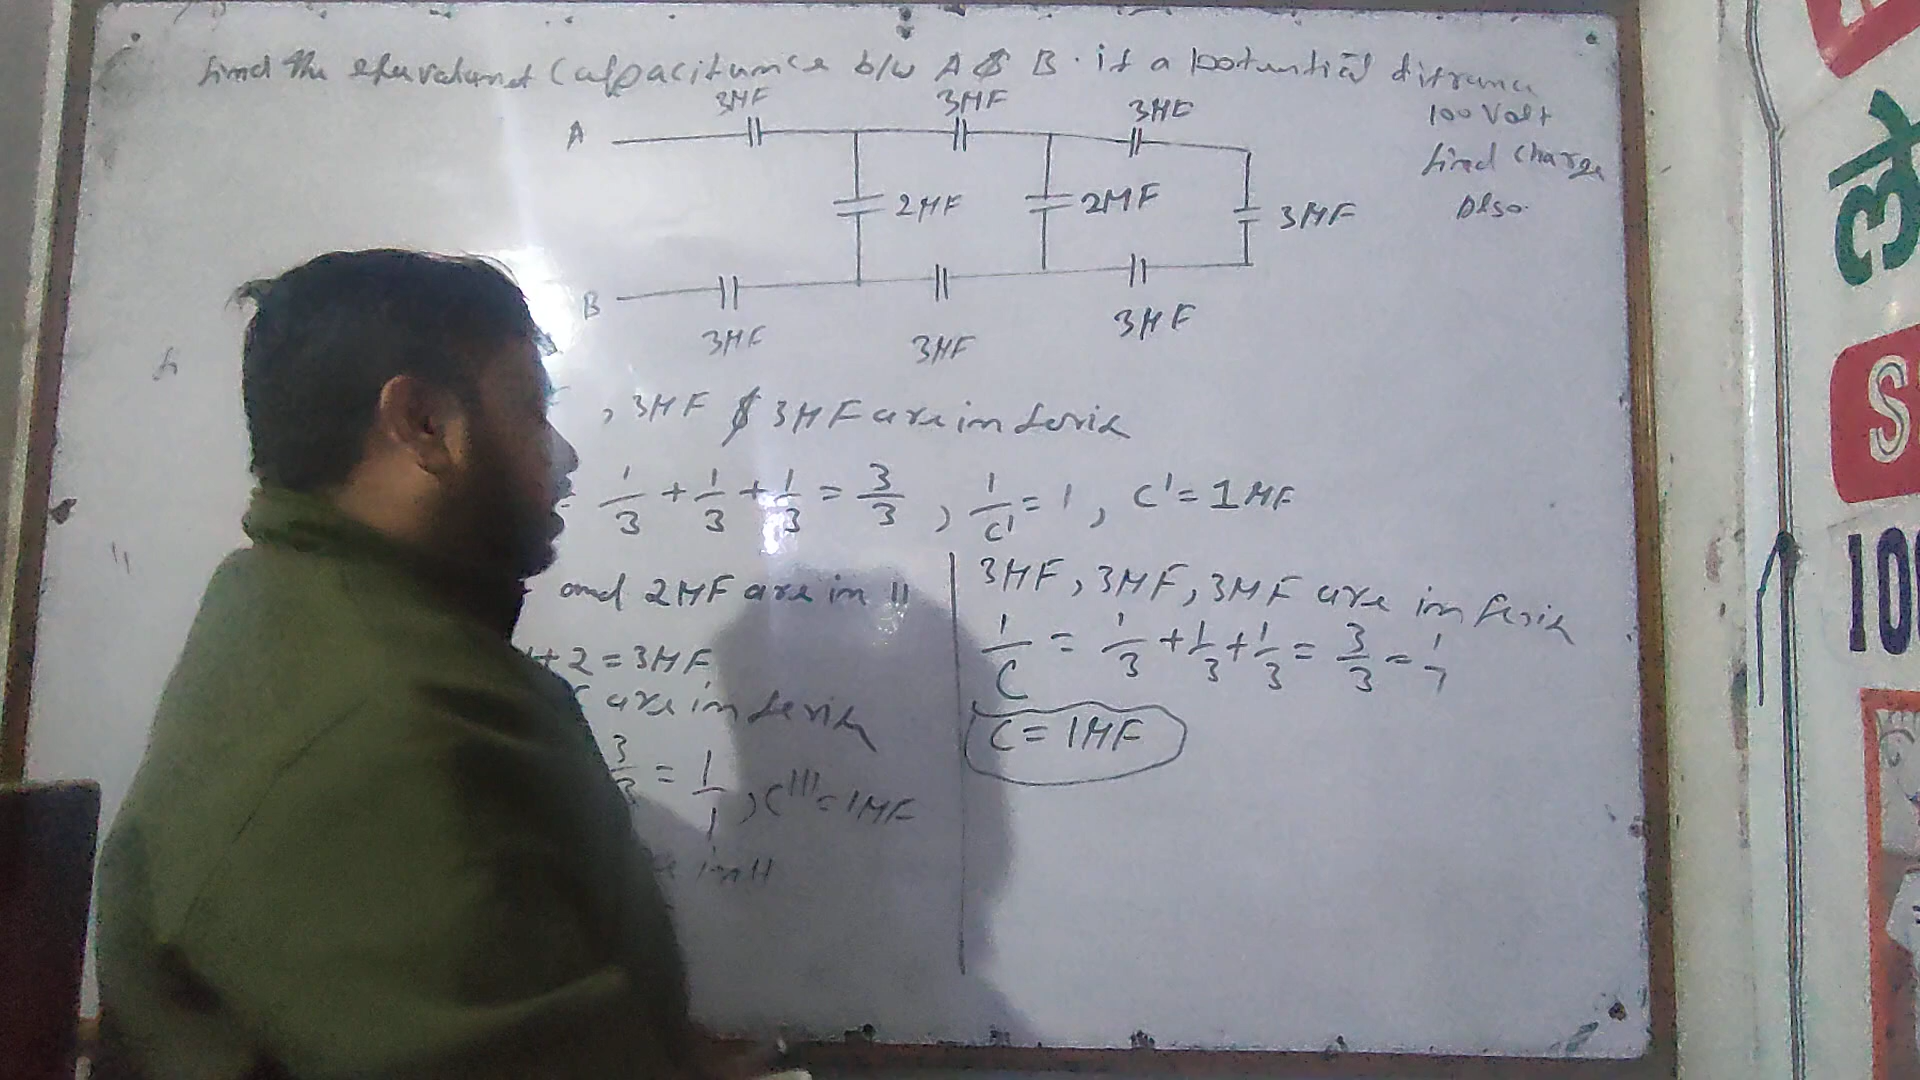 find the equivalent Capacitance b/w A & B. if a potential difrence
100 Volt
find Charge
Also.
3MF 3MF 3MF
A
2MF 2MF 3MF
B
3MF 3MF 3MF
, 3MF & 3MF are in Series
= 1/3 + 1/3 + 1/3 = 3/3 , 1/C' = 1 , C' = 1MF
and 2MF are in ||
+2 = 3MF
are in Series
= 1/1 , C''' = 1MF
in ||
3MF, 3MF, 3MF are in Series
1/C = 1/3 + 1/3 + 1/3 = 3/3 = 1/1
C = 1MF
S
10